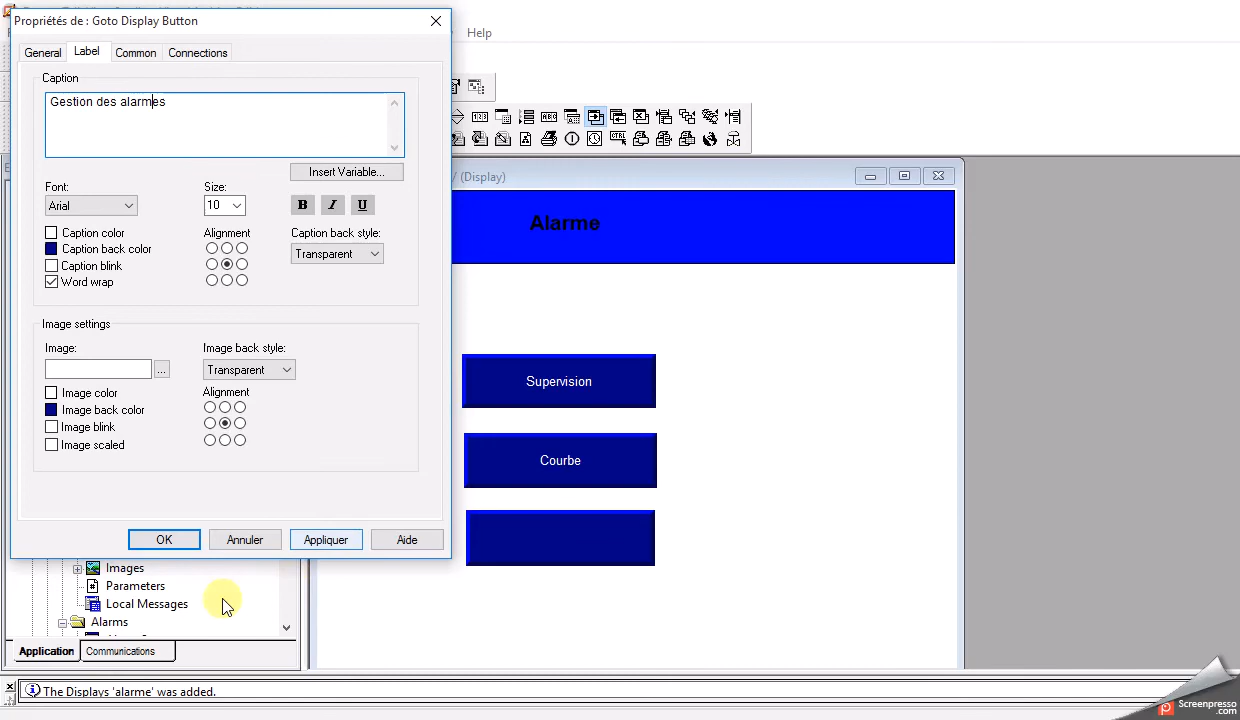 Propriétés de : Goto Display Button
Help
General
Label
Common
Connections
Caption
Gestion des alarmes
Insert Variable...
Font:
Size:
Arial
10
B
I
U
Caption color
Alignment
Caption back style:
Caption back color
Transparent
Caption blink
Word wrap
Image settings
Image:
Image back style:
...
Transparent
Image color
Alignment
Image back color
Image blink
Image scaled
OK
Annuler
Appliquer
Aide
/ (Display)
Alarme
Supervision
Courbe
Images
Parameters
Local Messages
Alarms
Application
Communications
The Displays 'alarme' was added.
Screenpresso
.com